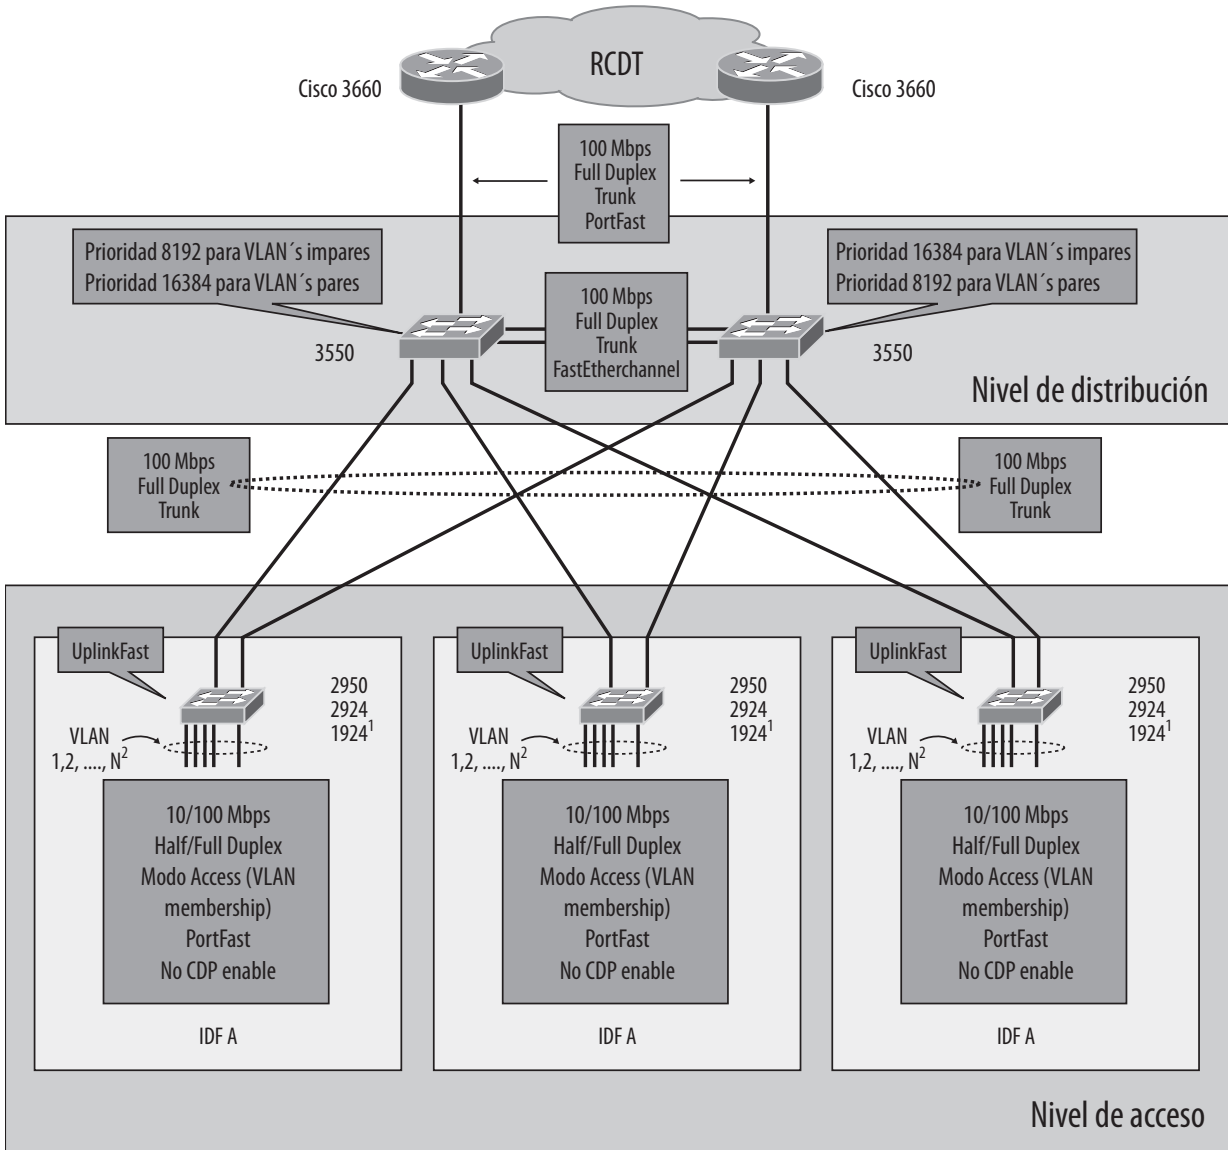 RCDT
Cisco 3660
Cisco 3660
100 Mbps
Full Duplex
Trunk
PortFast
Prioridad 8192 para VLAN´s impares
Prioridad 16384 para VLAN´s pares
Prioridad 16384 para VLAN´s impares
Prioridad 8192 para VLAN´s pares
100 Mbps
Full Duplex
Trunk
FastEtherchannel
3550
3550
Nivel de distribución
100 Mbps
Full Duplex
Trunk
100 Mbps
Full Duplex
Trunk
UplinkFast
2950
2924
1924¹
VLAN
1,2, ...., N²
10/100 Mbps
Half/Full Duplex
Modo Access (VLAN
membership)
PortFast
No CDP enable
IDF A
UplinkFast
2950
2924
1924¹
VLAN
1,2, ...., N²
10/100 Mbps
Half/Full Duplex
Modo Access (VLAN
membership)
PortFast
No CDP enable
IDF A
UplinkFast
2950
2924
1924¹
VLAN
1,2, ...., N²
10/100 Mbps
Half/Full Duplex
Modo Access (VLAN
membership)
PortFast
No CDP enable
IDF A
Nivel de acceso